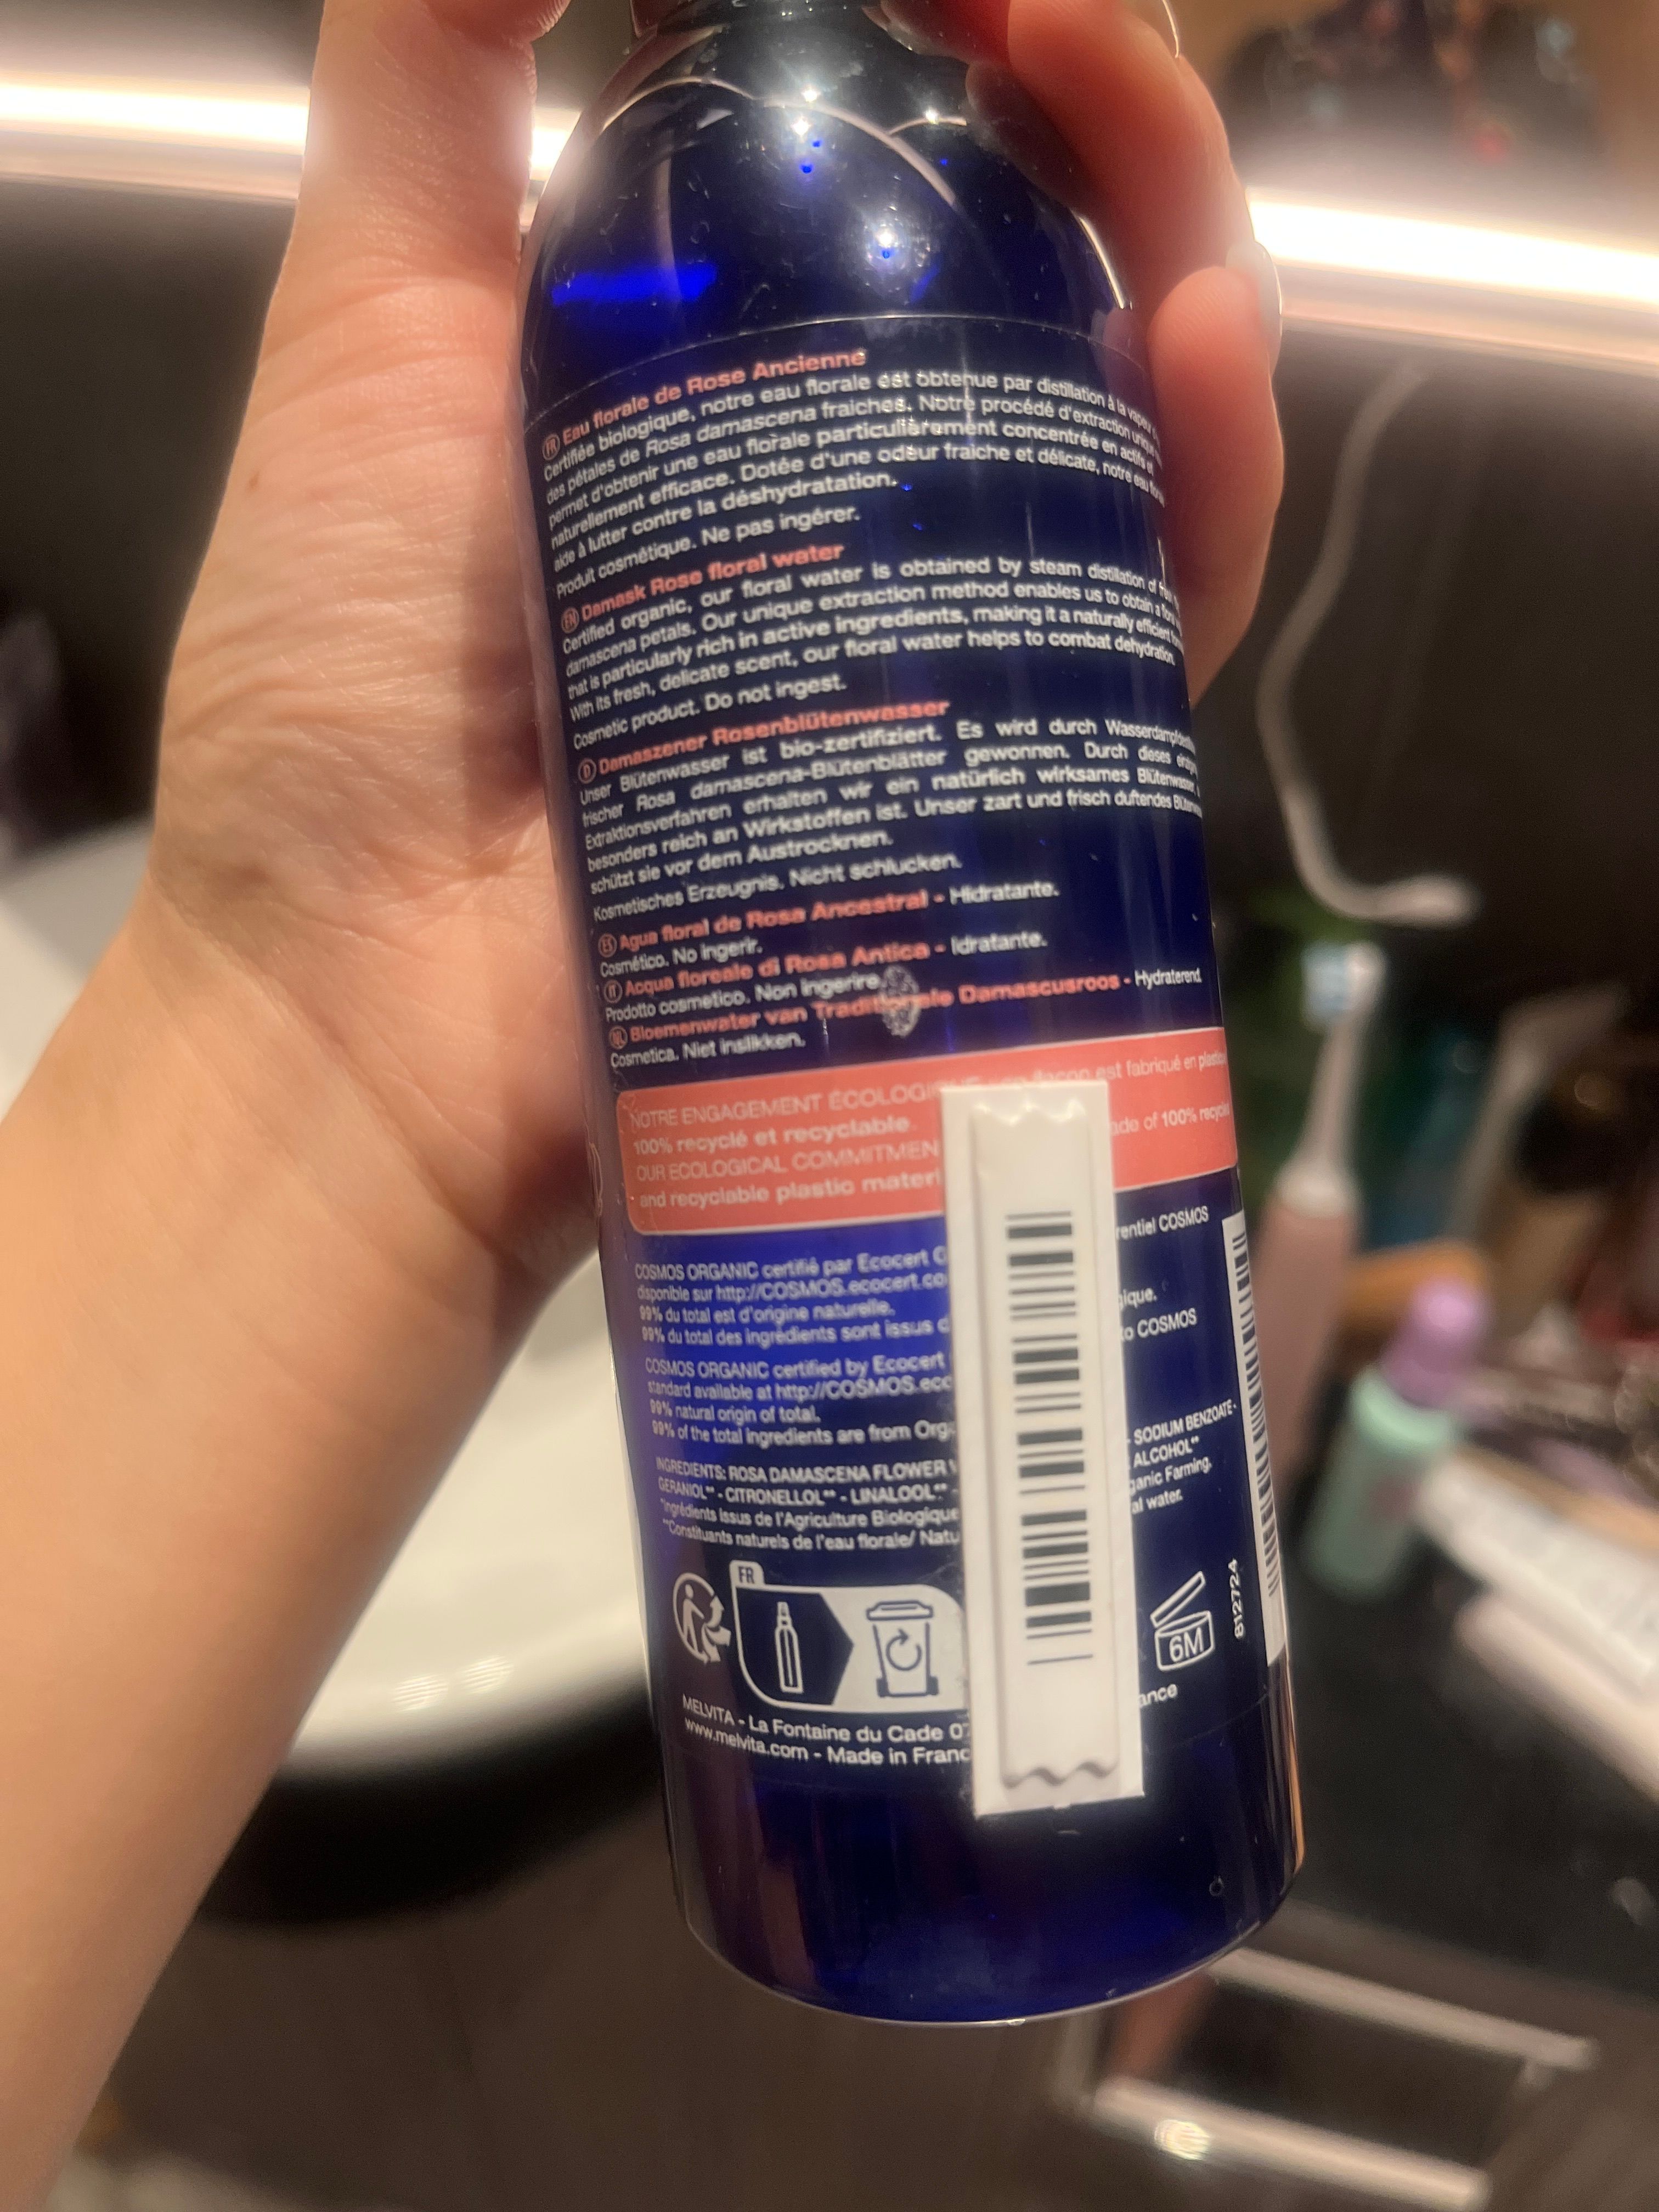 FR Eau florale de Rose Ancienne
Certifiée biologique, notre eau florale est obtenue par distillation à la vapeur
des pétales de Rosa damascena fraiches. Notre procédé d'extraction unique
permet d'obtenir une eau florale particulièrement concentrée en actifs et
naturellement efficace. Dotée d'une odeur fraiche et délicate, notre eau
aide à lutter contre la déshydratation.
Produit cosmétique. Ne pas ingérer.
EN Damask Rose floral water
Certified organic, our floral water is obtained by steam distillation of
damascena petals. Our unique extraction method enables us to obtain a
that is particularly rich in active ingredients, making it a naturally efficient
With its fresh, delicate scent, our floral water helps to combat dehydration.
Cosmetic product. Do not ingest.
D Damaszener Rosenblütenwasser
Unser Blütenwasser ist bio-zertifiziert. Es wird durch
frischer Rosa damascena-Blütenblätter gewonnen. Durch dieses
Extraktionsverfahren erhalten wir ein natürlich wirksames Blütenwasser,
besonders reich an Wirkstoffen ist. Unser zart und frisch duftendes
schützt sie vor dem Austrocknen.
Kosmetisches Erzeugnis. Nicht schlucken.
ES Agua floral de Rosa Ancestral - Hidratante.
Cosmético. No ingerir.
IT Acqua floreale di Rosa Antica - Idratante.
Prodotto cosmetico. Non ingerire.
NL Bloemenwater van Traditionele Damascusroos - Hydraterend.
Cosmetica. Niet inslikken.
NOTRE ENGAGEMENT est fabriqué en
100% recyclé et recyclable
OUR ECOLOGICAL of 100%
and recyclable plastic
COSMOS ORGANIC certifié par Ecocert COSMOS
disponible sur
99% du total est d'origine naturelle.
99% du total des ingrédients sont issus
COSMOS ORGANIC certified by Ecocert COSMOS
standard available at
99% natural origin of total.
99% of the total ingredients are from
INGREDIENTS: ROSA DAMASCENA FLOWER - SODIUM BENZOATE -
GERANIOL** - CITRONELLOL** - LINALOOL** - ALCOHOL**
*Ingrédients issus de l'Agriculture Biologique Farming.
**Constituants naturels de l'eau florale/ water.
FR
6M
812724
MELVITA - La Fontaine du Cade
www.melvita.com - Made in